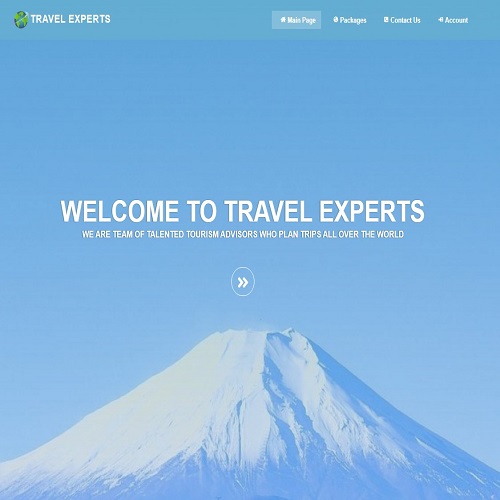 TRAVEL EXPERTS
Main Page
Packages
Contact Us
Account
WELCOME TO TRAVEL EXPERTS
WE ARE TEAM OF TALENTED TOURISM ADVISORS WHO PLAN TRIPS ALL OVER THE WORLD
»